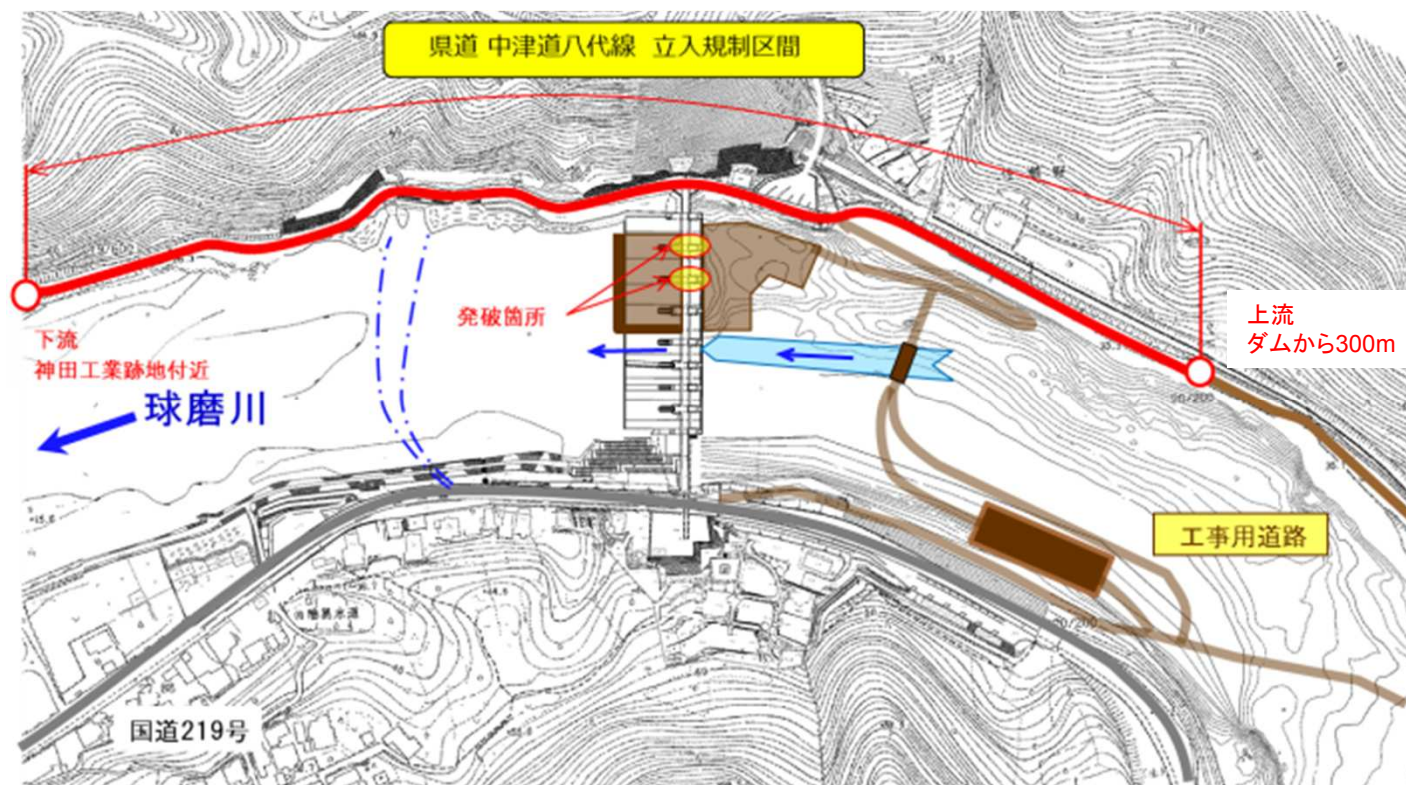 県道 中津道八代線 立入規制区間
発破箇所
下流
神田工業跡地付近
球磨川
上流
ダムから300m
90/200
工事用道路
国道219号